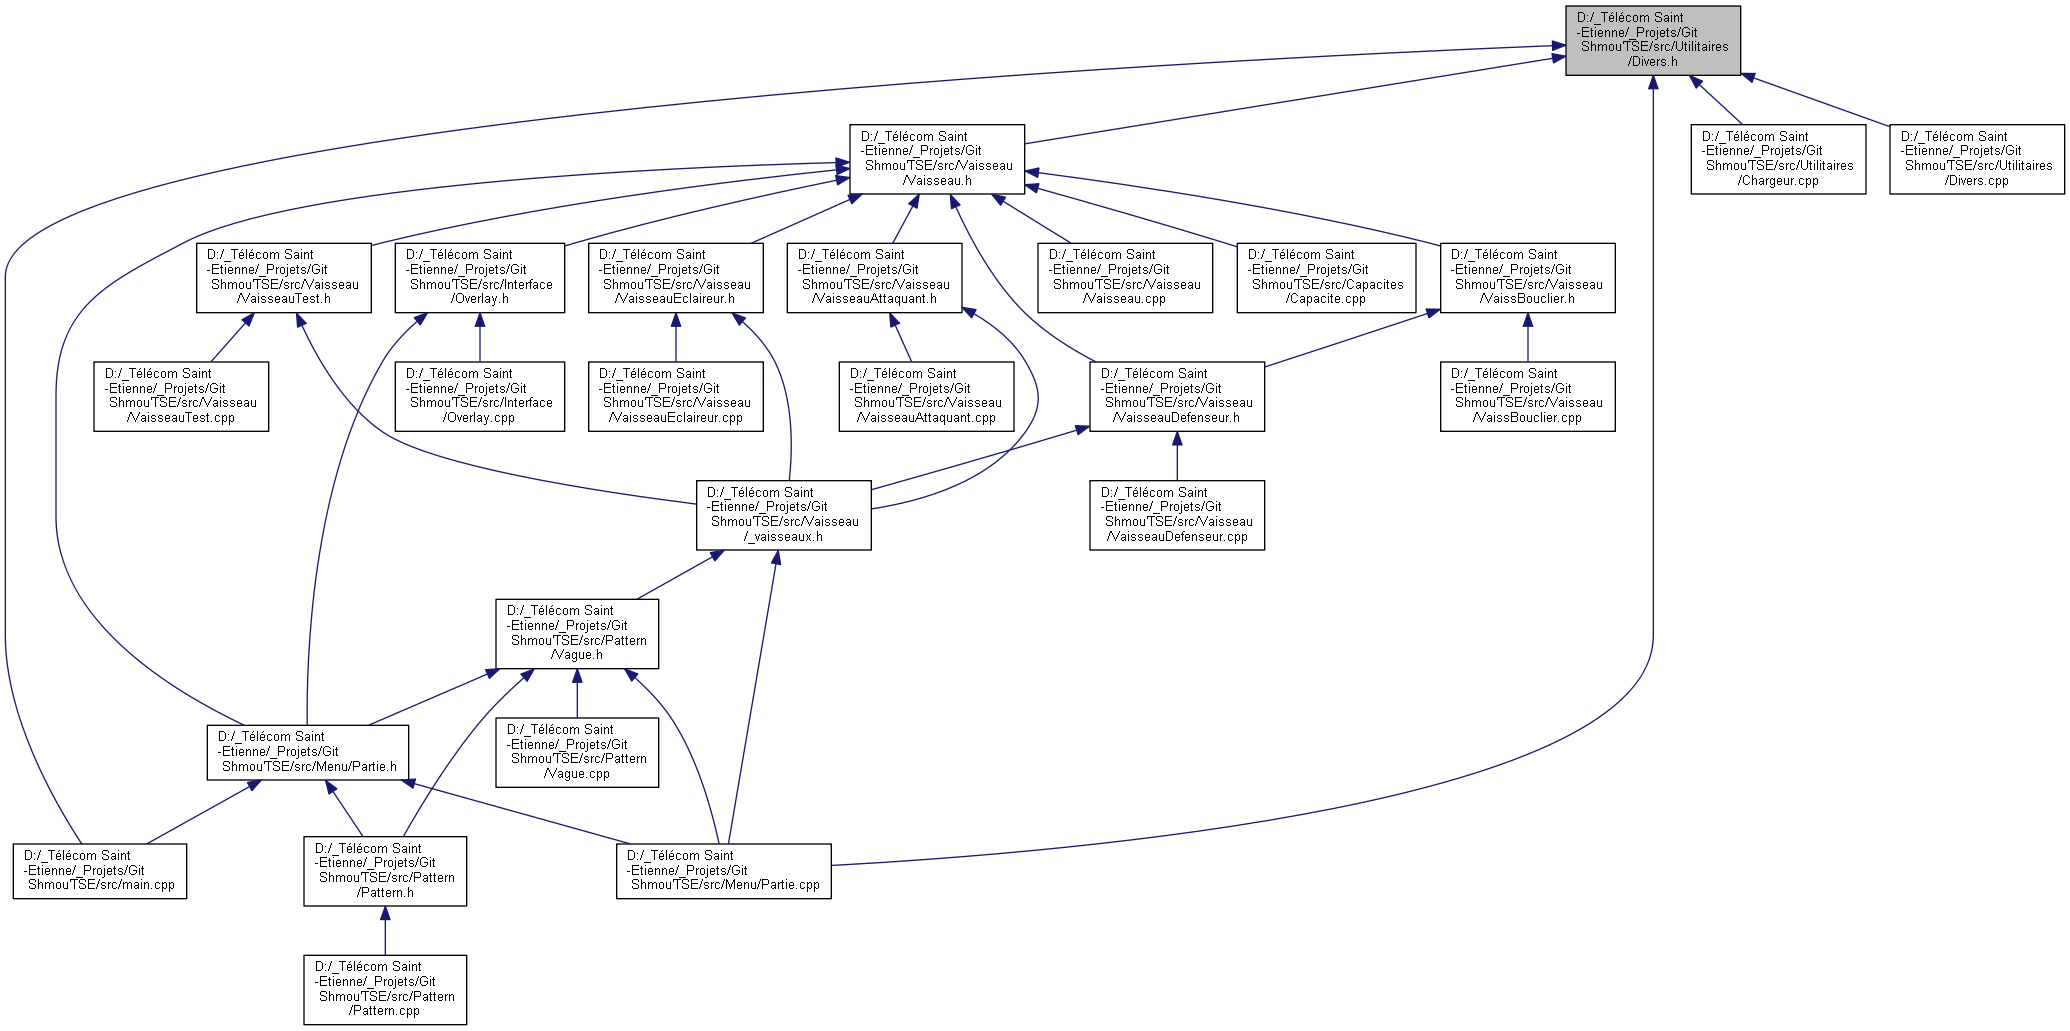 D:/_Télécom Saint
-Etienne/_Projets/Git
ShmouTSE/src/Utilitaires
/Divers.h
D:/_Télécom Saint
-Etienne/_Projets/Git
ShmouTSE/src/Vaisseau
/Vaisseau.h
D:/_Télécom Saint
-Etienne/_Projets/Git
ShmouTSE/src/Utilitaires
/Chargeur.cpp
D:/_Télécom Saint
-Etienne/_Projets/Git
ShmouTSE/src/Utilitaires
/Divers.cpp
D:/_Télécom Saint
-Etienne/_Projets/Git
ShmouTSE/src/Vaisseau
/VaisseauTest.h
D:/_Télécom Saint
-Etienne/_Projets/Git
ShmouTSE/src/Interface
/Overlay.h
D:/_Télécom Saint
-Etienne/_Projets/Git
ShmouTSE/src/Vaisseau
/VaisseauEclaireur.h
D:/_Télécom Saint
-Etienne/_Projets/Git
ShmouTSE/src/Vaisseau
/VaisseauAttaquant.h
D:/_Télécom Saint
-Etienne/_Projets/Git
ShmouTSE/src/Vaisseau
/Vaisseau.cpp
D:/_Télécom Saint
-Etienne/_Projets/Git
ShmouTSE/src/Capacites
/Capacite.cpp
D:/_Télécom Saint
-Etienne/_Projets/Git
ShmouTSE/src/Vaisseau
/VaissBouclier.h
D:/_Télécom Saint
-Etienne/_Projets/Git
ShmouTSE/src/Vaisseau
/VaisseauTest.cpp
D:/_Télécom Saint
-Etienne/_Projets/Git
ShmouTSE/src/Interface
/Overlay.cpp
D:/_Télécom Saint
-Etienne/_Projets/Git
ShmouTSE/src/Vaisseau
/VaisseauEclaireur.cpp
D:/_Télécom Saint
-Etienne/_Projets/Git
ShmouTSE/src/Vaisseau
/VaisseauAttaquant.cpp
D:/_Télécom Saint
-Etienne/_Projets/Git
ShmouTSE/src/Vaisseau
/VaisseauDefenseur.h
D:/_Télécom Saint
-Etienne/_Projets/Git
ShmouTSE/src/Vaisseau
/VaissBouclier.cpp
D:/_Télécom Saint
-Etienne/_Projets/Git
ShmouTSE/src/Vaisseau
/_vaisseaux.h
D:/_Télécom Saint
-Etienne/_Projets/Git
ShmouTSE/src/Vaisseau
/VaisseauDefenseur.cpp
D:/_Télécom Saint
-Etienne/_Projets/Git
ShmouTSE/src/Pattern
/Vague.h
D:/_Télécom Saint
-Etienne/_Projets/Git
ShmouTSE/src/Menu/Partie.h
D:/_Télécom Saint
-Etienne/_Projets/Git
ShmouTSE/src/Pattern
/Vague.cpp
D:/_Télécom Saint
-Etienne/_Projets/Git
ShmouTSE/src/main.cpp
D:/_Télécom Saint
-Etienne/_Projets/Git
ShmouTSE/src/Pattern
/Pattern.h
D:/_Télécom Saint
-Etienne/_Projets/Git
ShmouTSE/src/Menu/Partie.cpp
D:/_Télécom Saint
-Etienne/_Projets/Git
ShmouTSE/src/Pattern
/Pattern.cpp